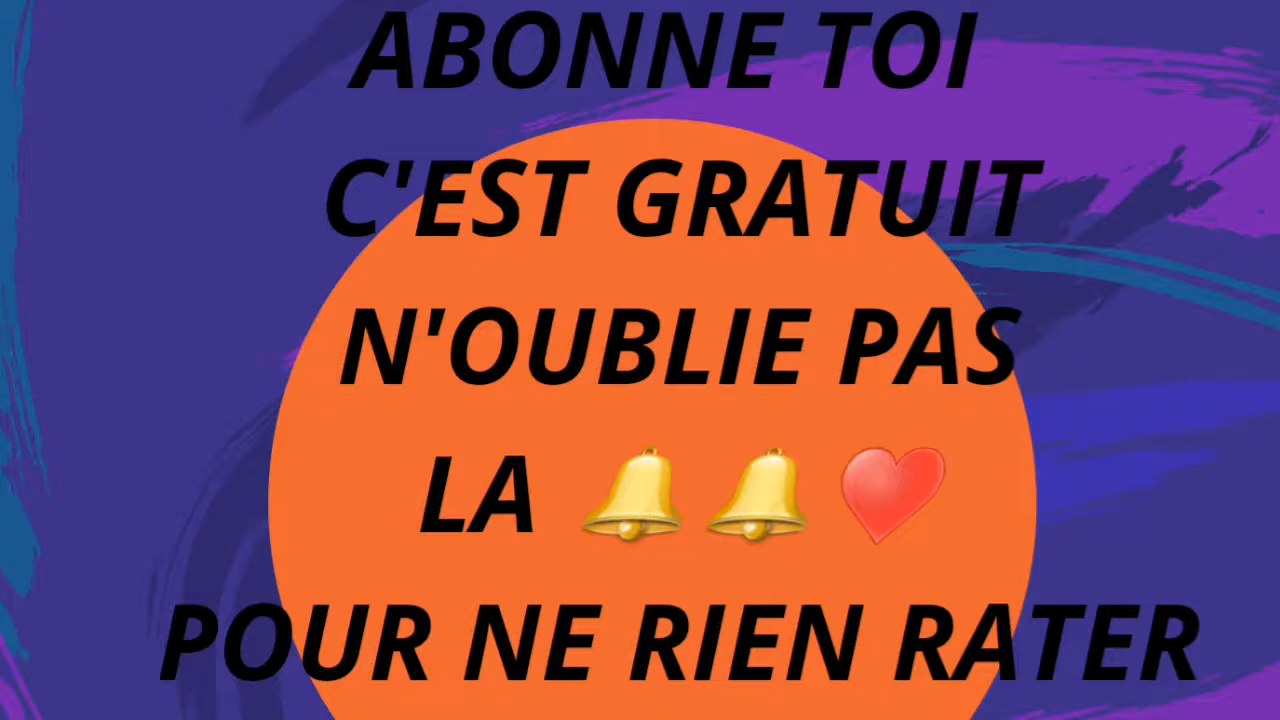 ABONNE TOI
C'EST GRATUIT
N'OUBLIE PAS
LA 🔔🔔❤️
POUR NE RIEN RATER